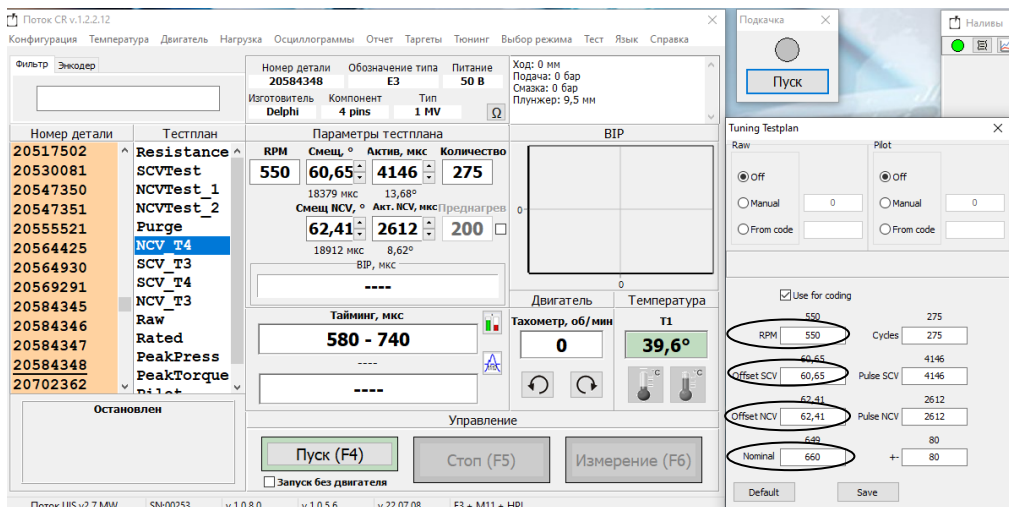 Поток CR v.1.2.2.12
Конфигурация Температура Двигатель Нагрузка Осциллограммы Отчет Таргеты Тюнинг Выбор режима Тест Язык Справка
Фильтр Энкодер
Номер детали Обозначение типа Питание
20584348 E3 50 В
Изготовитель Компонент Тип
Delphi 4 pins 1 MV Ω
Ход: 0 мм
Подача: 0 бар
Смазка: 0 бар
Плунжер: 9,5 мм
Номер детали
20517502
20530081
20547350
20547351
20555521
20564425
20564930
20569291
20584345
20584346
20584347
20584348
20702362
Тестплан
Resistance
SCVTest
NCVTest_1
NCVTest_2
Purge
NCV_T4
SCV_T3
SCV_T4
NCV_T3
Raw
Rated
PeakPress
PeakTorque
Pilot
Остановлен
Параметры тестплана
RPM Смещ, ° Актив, мкс Количество
550 60,65 4146 275
18379 мкс 13,68°
Смещ NCV, ° Акт. NCV, мкс Преднагрев
62,41 2612 200
18912 мкс 8,62°
BIP, мкс
----
Тайминг, мкс
580 - 740
----
----
BIP
0
0
Двигатель
Тахометр, об/мин
0
Температура
T1
39,6°
°C °C
Управление
Пуск (F4) Стоп (F5) Измерение (F6)
Запуск без двигателя
Поток UIS v2.7 MW SN:00253 v.1.0.8.0 v.1.0.5.6 v.22.07.08 E3 + M11 + HPI
Подкачка
Пуск
Наливы
Tuning Testplan
Raw Pilot
Off Off
Manual 0 Manual 0
From code From code
Use for coding
550 275
RPM 550 Cycles 275
60,65 4146
Offset SCV 60,65 Pulse SCV 4146
62,41 2612
Offset NCV 62,41 Pulse NCV 2612
649 80
Nominal 660 +- 80
Default Save